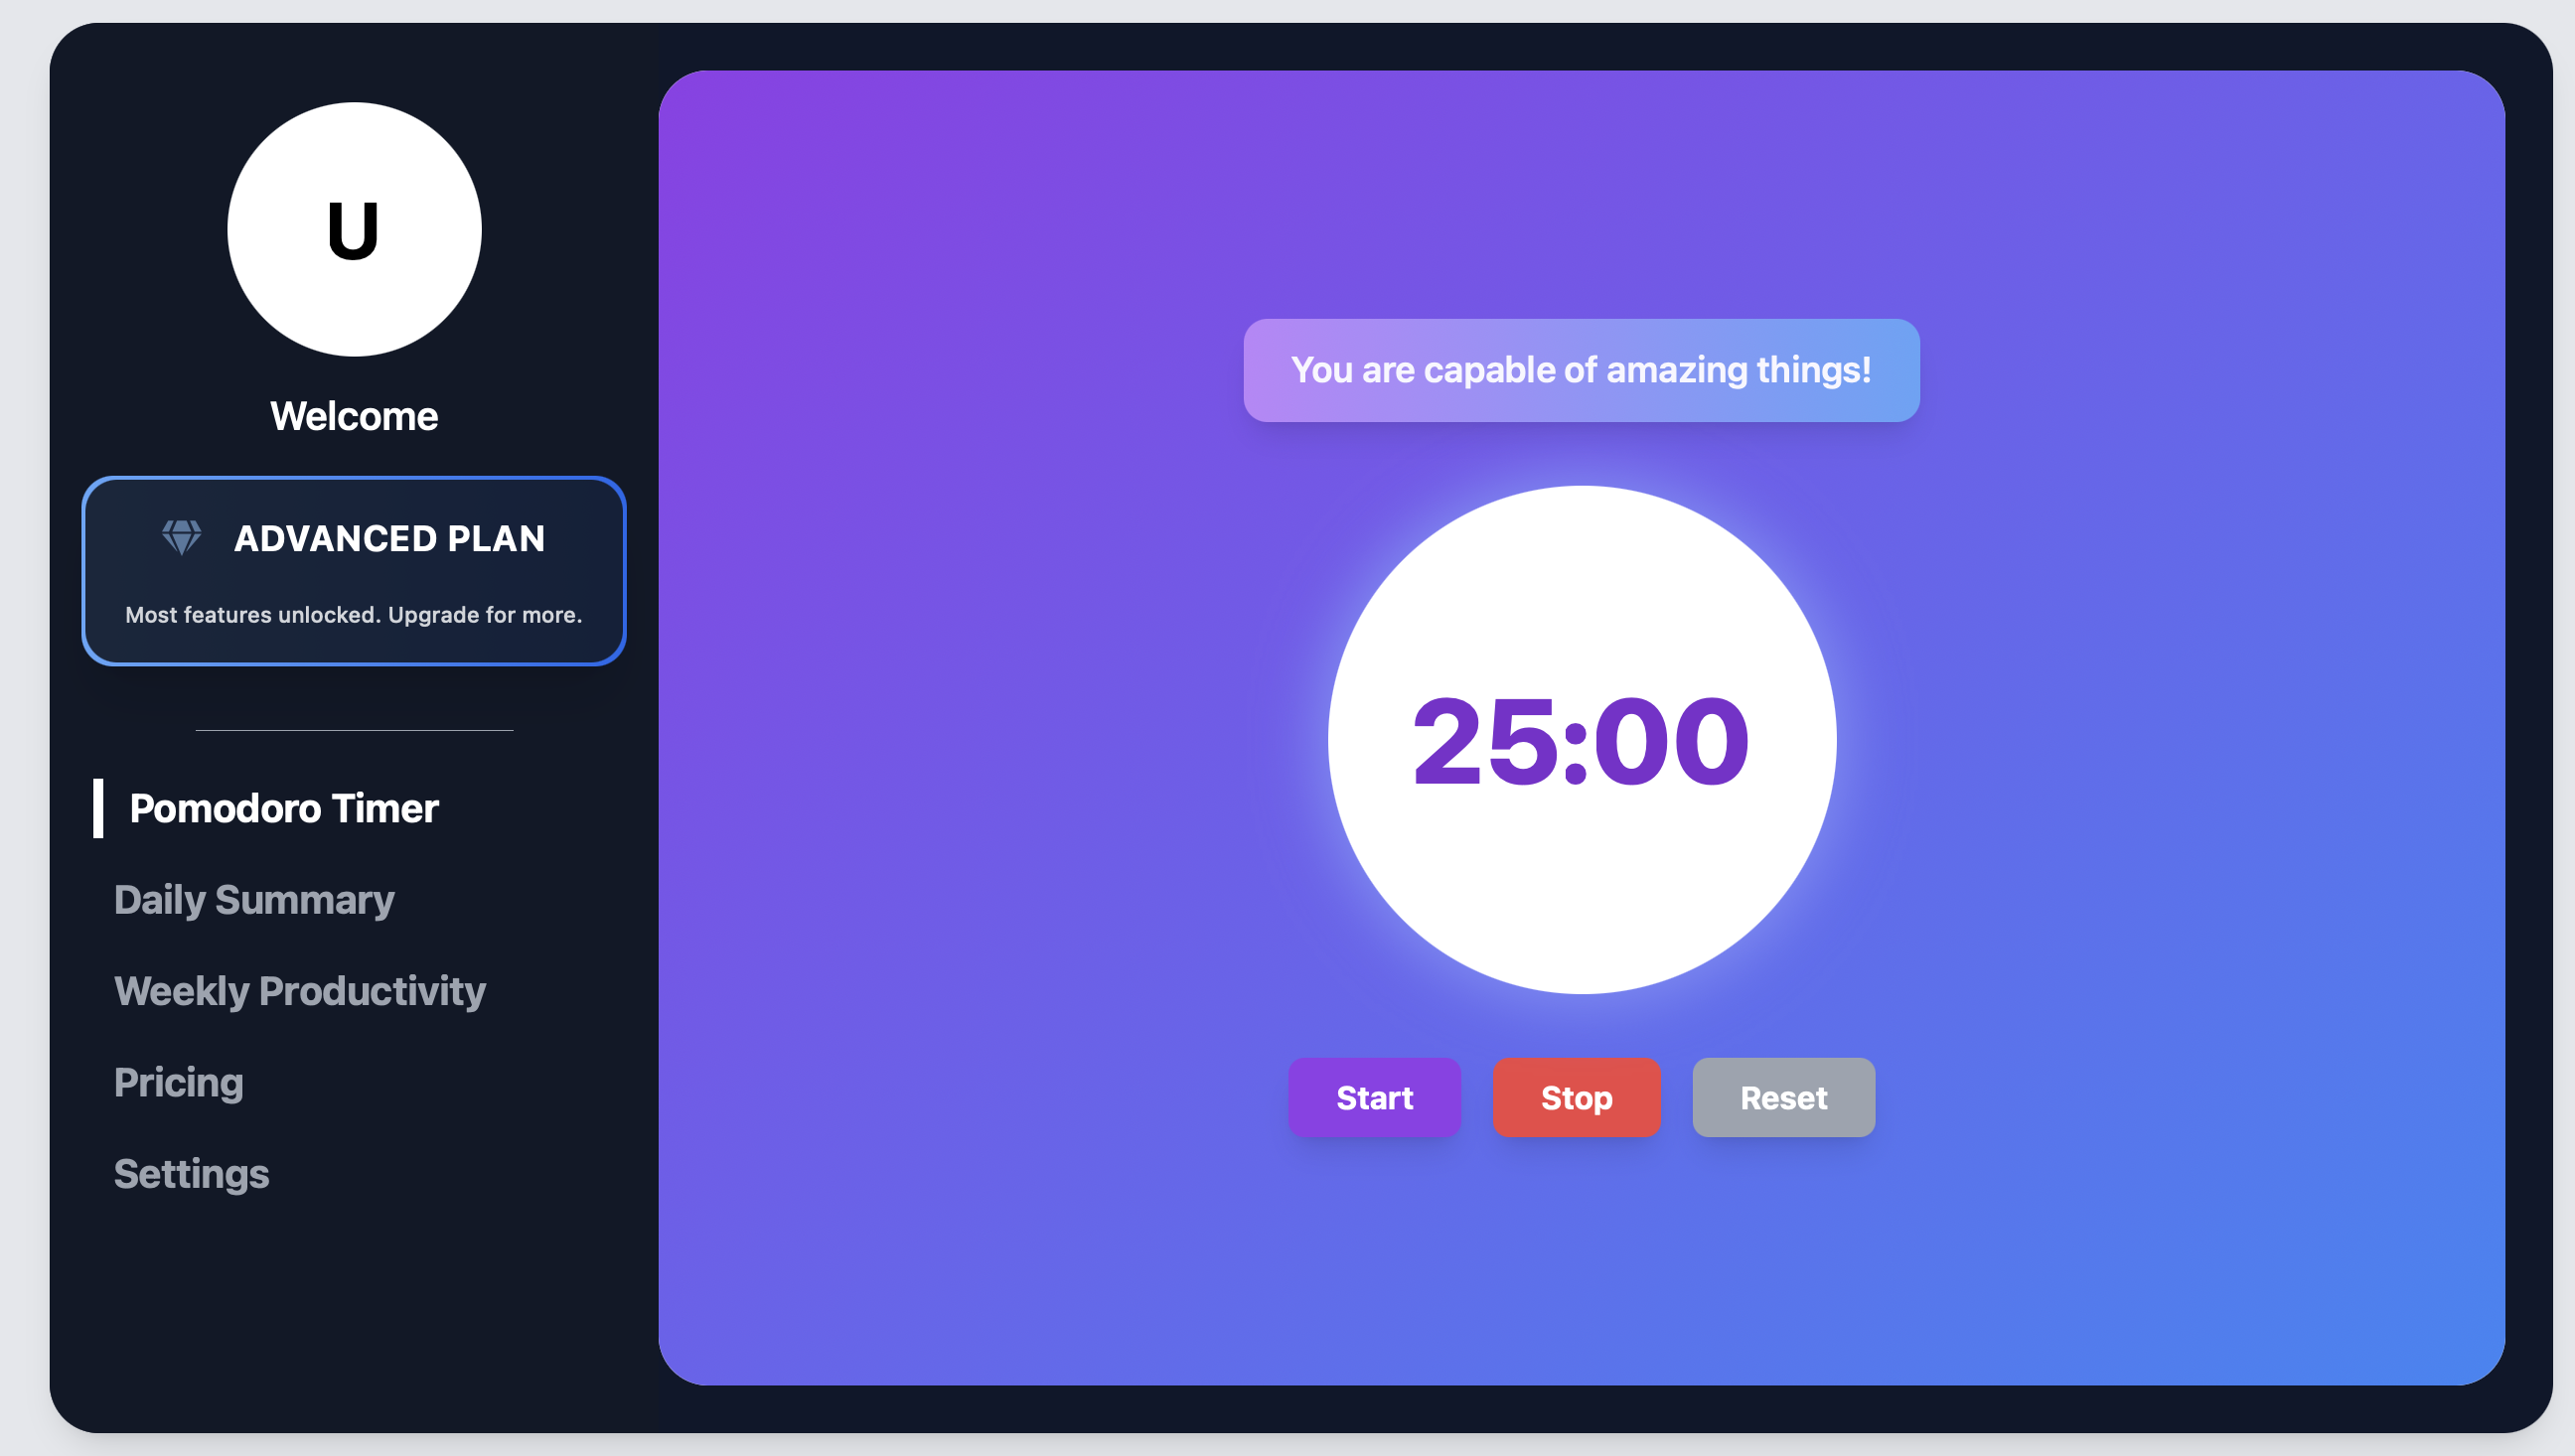 U
Welcome
ADVANCED PLAN
Most features unlocked. Upgrade for more.
Pomodoro Timer
Daily Summary
Weekly Productivity
Pricing
Settings
You are capable of amazing things!
25:00
Start
Stop
Reset